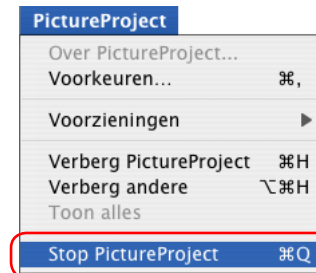 PictureProject
Over PictureProject...
Voorkeuren... ⌘,
Voorzieningen ▶
Verberg PictureProject ⌘H
Verberg andere ⌥⌘H
Toon alles
Stop PictureProject ⌘Q